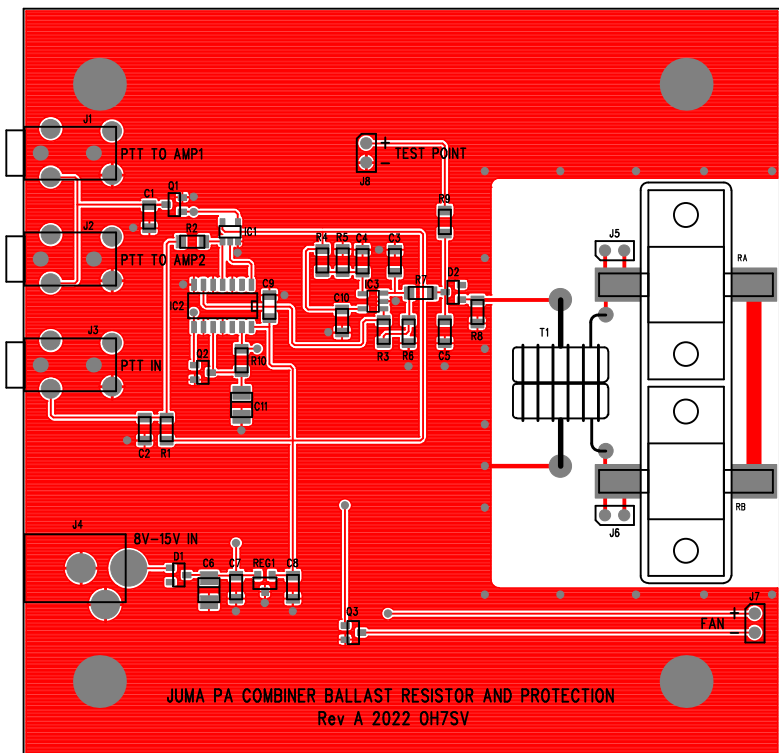 J1
PTT TO AMP1
+
TEST POINT
-
J8
C1
Q1
R9
J2
R2
IC1
R4
R5
C4
C3
J5
PTT TO AMP2
RA
D2
R7
IC3
C9
IC2
C10
R8
J3
T1
R3
R6
C5
PTT IN
Q2
R10
C11
C2
R1
RB
J4
8V-15V IN
J6
D1
C6
C7
REG1
C8
J7
+
Q3
FAN
-
JUMA PA COMBINER BALLAST RESISTOR AND PROTECTION
Rev A 2022 OH7SV